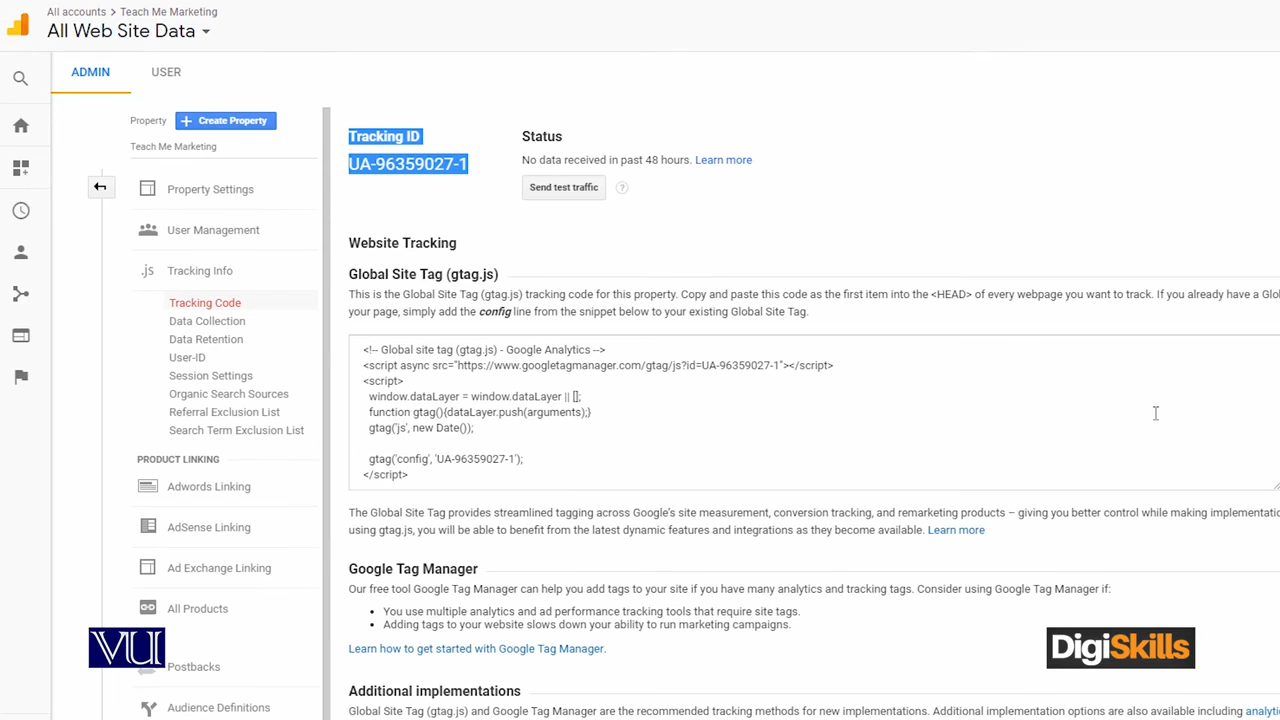 All accounts > Teach Me Marketing
All Web Site Data
ADMIN
USER
Property
+ Create Property
Teach Me Marketing
Property Settings
User Management
.js Tracking Info
Tracking Code
Data Collection
Data Retention
User-ID
Session Settings
Organic Search Sources
Referral Exclusion List
Search Term Exclusion List
PRODUCT LINKING
Adwords Linking
AdSense Linking
Ad Exchange Linking
All Products
Postbacks
Audience Definitions
Tracking ID
UA-96359027-1
Status
No data received in past 48 hours. Learn more
Send test traffic ?
Website Tracking
Global Site Tag (gtag.js)
This is the Global Site Tag (gtag.js) tracking code for this property. Copy and paste this code as the first item into the <HEAD> of every webpage you want to track. If you already have a Glo
your page, simply add the config line from the snippet below to your existing Global Site Tag.
<!-- Global site tag (gtag.js) - Google Analytics -->
<script async src="https://www.googletagmanager.com/gtag/js?id=UA-96359027-1"></script>
<script>
window.dataLayer = window.dataLayer || [];
function gtag(){dataLayer.push(arguments);}
gtag('js', new Date());
gtag('config', 'UA-96359027-1');
</script>
The Global Site Tag provides streamlined tagging across Google's site measurement, conversion tracking, and remarketing products – giving you better control while making implementatio
using gtag.js, you will be able to benefit from the latest dynamic features and integrations as they become available. Learn more
Google Tag Manager
Our free tool Google Tag Manager can help you add tags to your site if you have many analytics and tracking tags. Consider using Google Tag Manager if:
• You use multiple analytics and ad performance tracking tools that require site tags.
• Adding tags to your website slows down your ability to run marketing campaigns.
Learn how to get started with Google Tag Manager.
Additional implementations
Global Site Tag (gtag.js) and Google Tag Manager are the recommended tracking methods for new implementations. Additional implementation options are also available including analyti
VU
DigiSkills